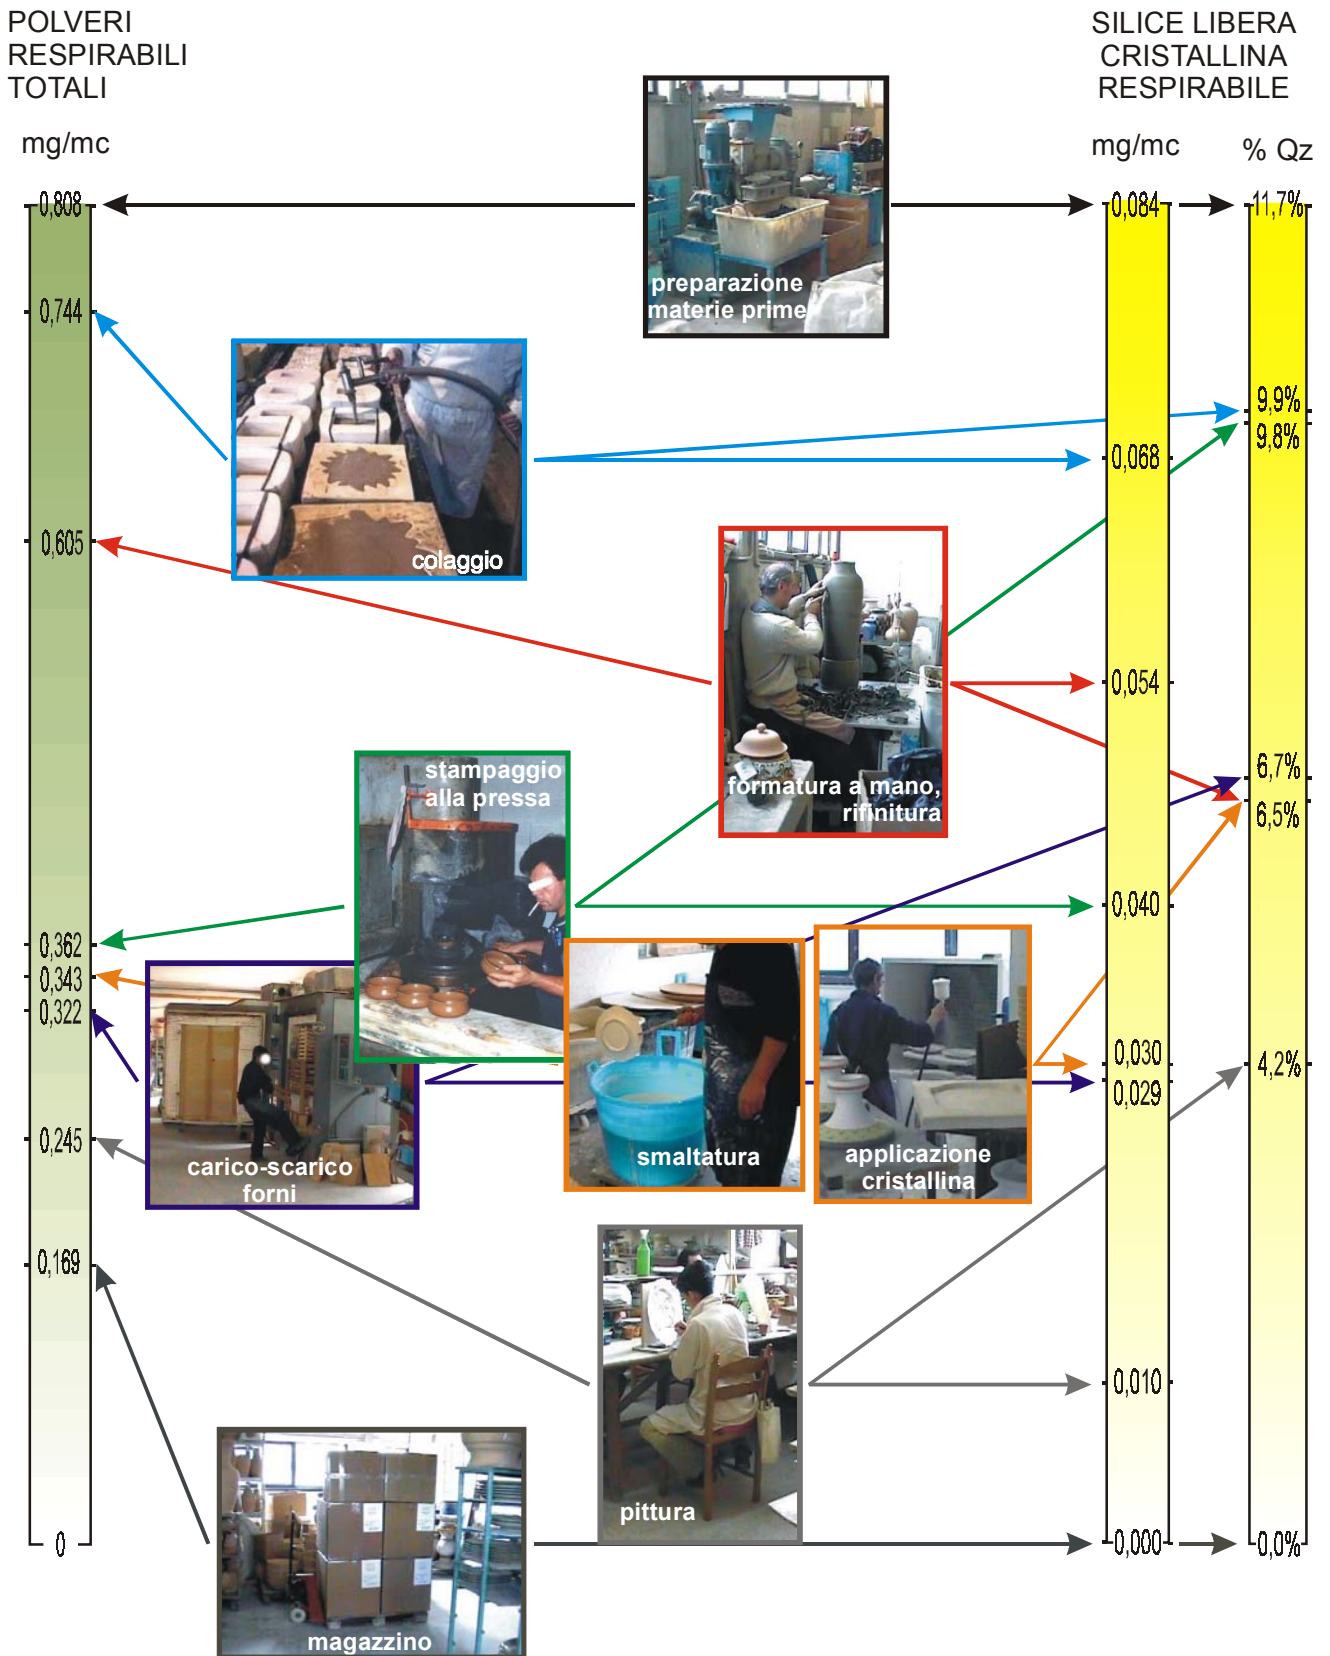 POLVERI
RESPIRABILI
TOTALI
mg/mc
SILICE LIBERA
CRISTALLINA
RESPIRABILE
mg/mc
% Qz
0,808
0,744
0,605
0,362
0,343
0,322
0,245
0,169
0
preparazione
materie prime
colaggio
formatura a mano,
rifinitura
stampaggio
alla pressa
carico-scarico
forni
smaltatura
applicazione
cristallina
pittura
magazzino
0,084
0,068
0,054
0,040
0,030
0,029
0,010
0,000
11,7%
9,9%
9,8%
6,7%
6,5%
4,2%
0,0%